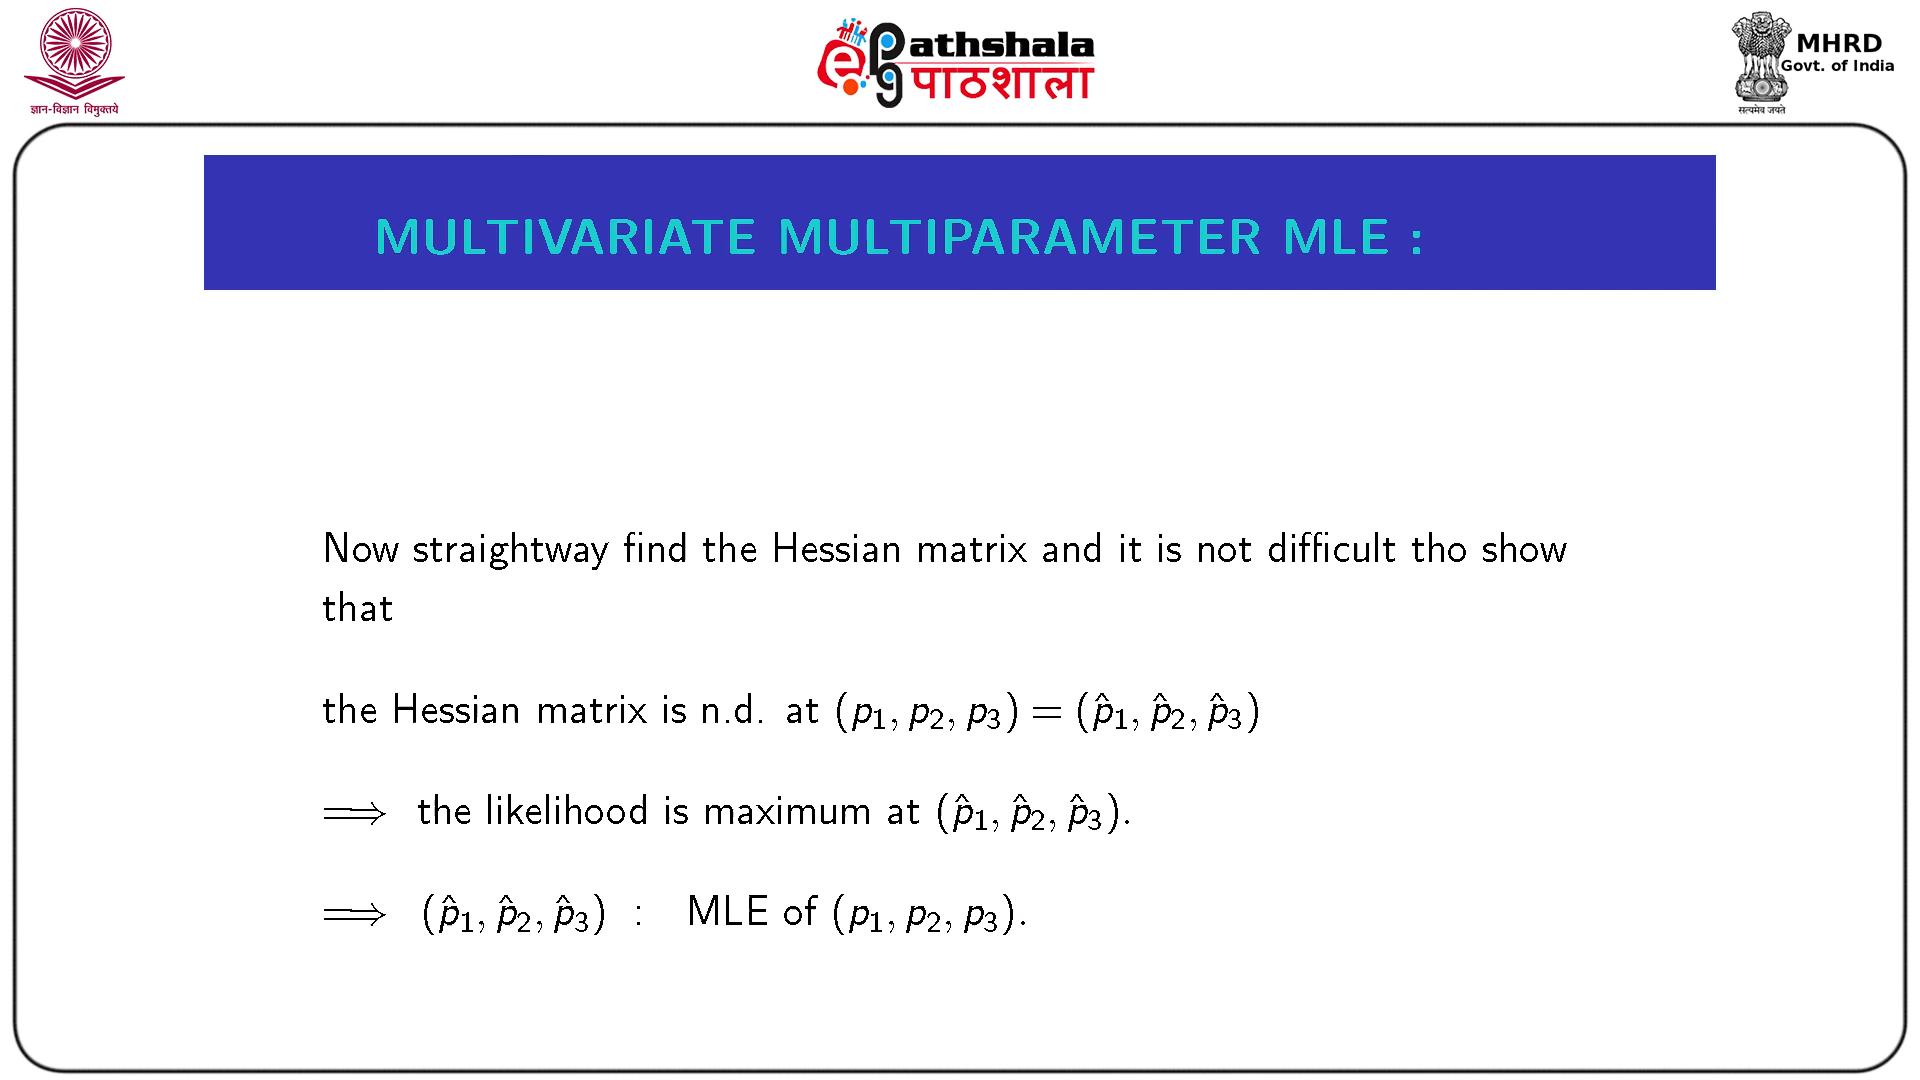 ज्ञान-विज्ञान विमुक्तये
ePg Pathshala
पाठशाला
MHRD
Govt. of India
सत्यमेव जयते
MULTIVARIATE MULTIPARAMETER MLE :
Now straightway find the Hessian matrix and it is not difficult tho show
that
the Hessian matrix is n.d. at (p₁, p₂, p₃) = (p̂₁, p̂₂, p̂₃)
⟹ the likelihood is maximum at (p̂₁, p̂₂, p̂₃).
⟹ (p̂₁, p̂₂, p̂₃) : MLE of (p₁, p₂, p₃).